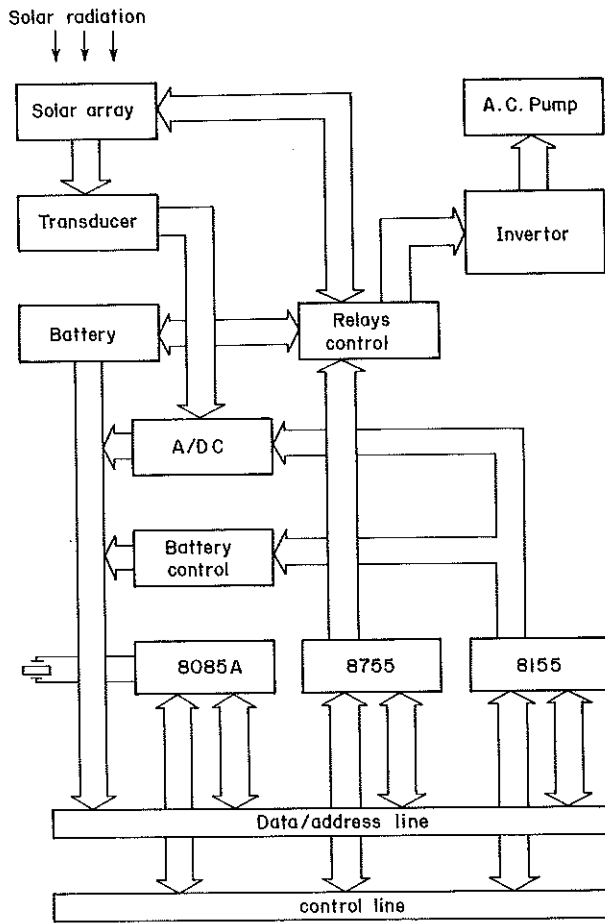 Solar radiation
Solar array
A.C. Pump
Transducer
Invertor
Battery
Relays
control
A/DC
Battery
control
8085A
8755
8155
Data/address line
control line